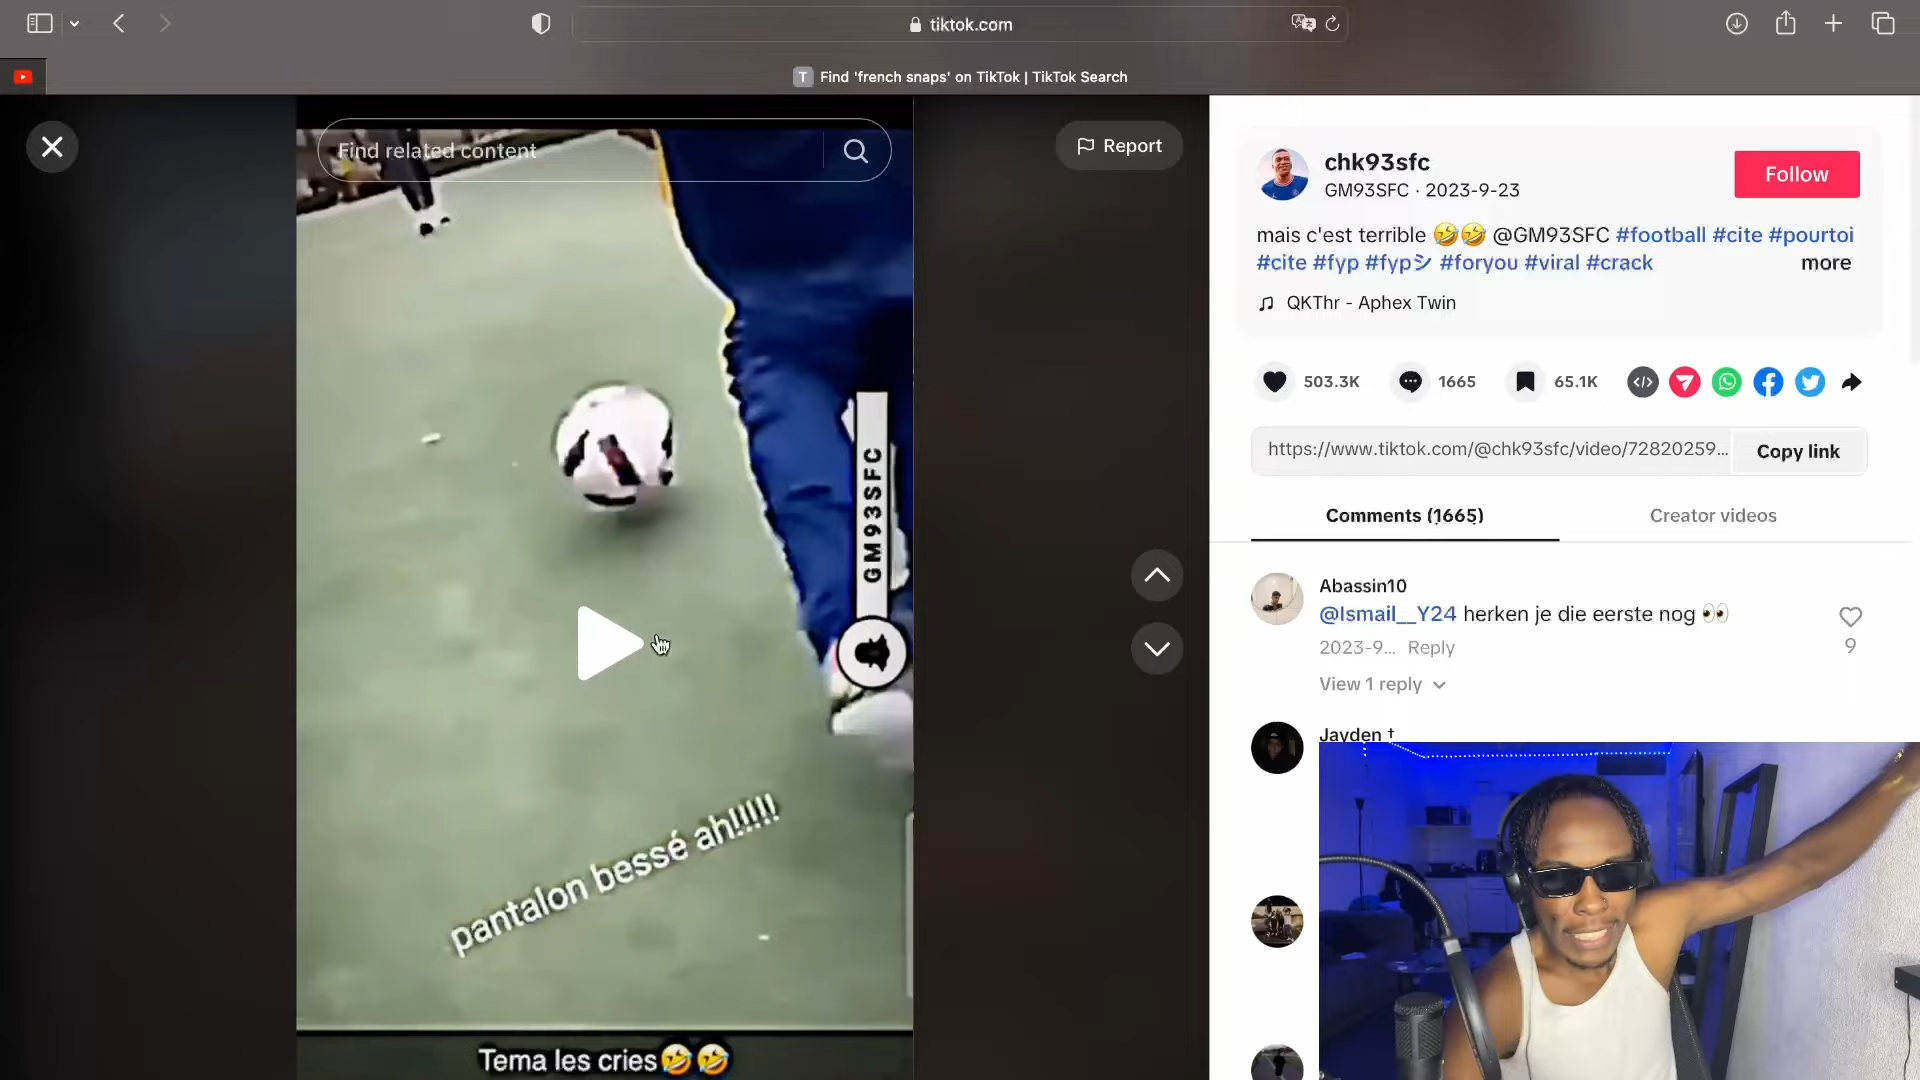 tiktok.com
T Find 'french snaps' on TikTok | TikTok Search
Find related content
Report
GM93SFC
pantalon bessé ah!!!!!
Tema les cries🤣🤣
chk93sfc
GM93SFC · 2023-9-23
Follow
mais c'est terrible 🤣🤣 @GM93SFC #football #cite #pourtoi
#cite #fyp #fypシ #foryou #viral #crack more
QKThr - Aphex Twin
503.3K 1665 65.1K
https://www.tiktok.com/@chk93sfc/video/72820259... Copy link
Comments (1665) Creator videos
Abassin10
@Ismail__Y24 herken je die eerste nog 👀
9
2023-9... Reply
View 1 reply
Jayden †